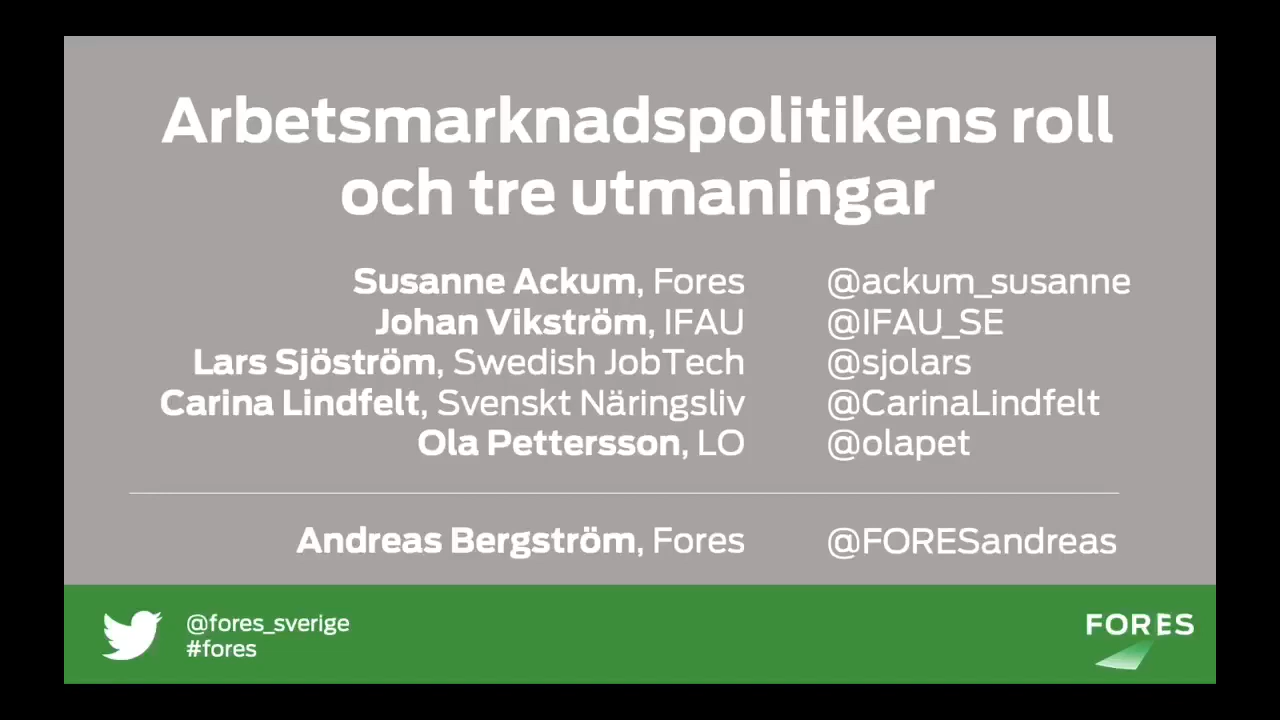 Arbetsmarknadspolitikens roll
och tre utmaningar
Susanne Ackum, Fores @ackum_susanne
Johan Vikström, IFAU @IFAU_SE
Lars Sjöström, Swedish JobTech @sjolars
Carina Lindfelt, Svenskt Näringsliv @CarinaLindfelt
Ola Pettersson, LO @olapet
Andreas Bergström, Fores @FORESandreas
@fores_sverige
#fores
FORES